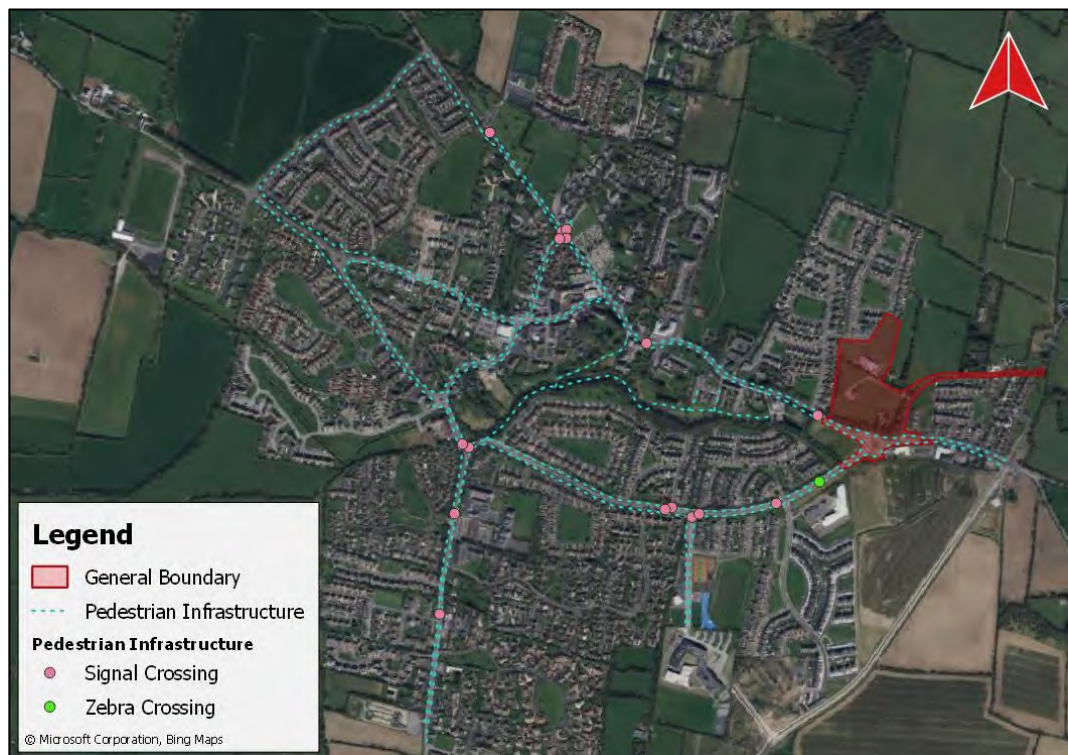 Legend
General Boundary
Pedestrian Infrastructure
Pedestrian Infrastructure
Signal Crossing
Zebra Crossing
© Microsoft Corporation, Bing Maps